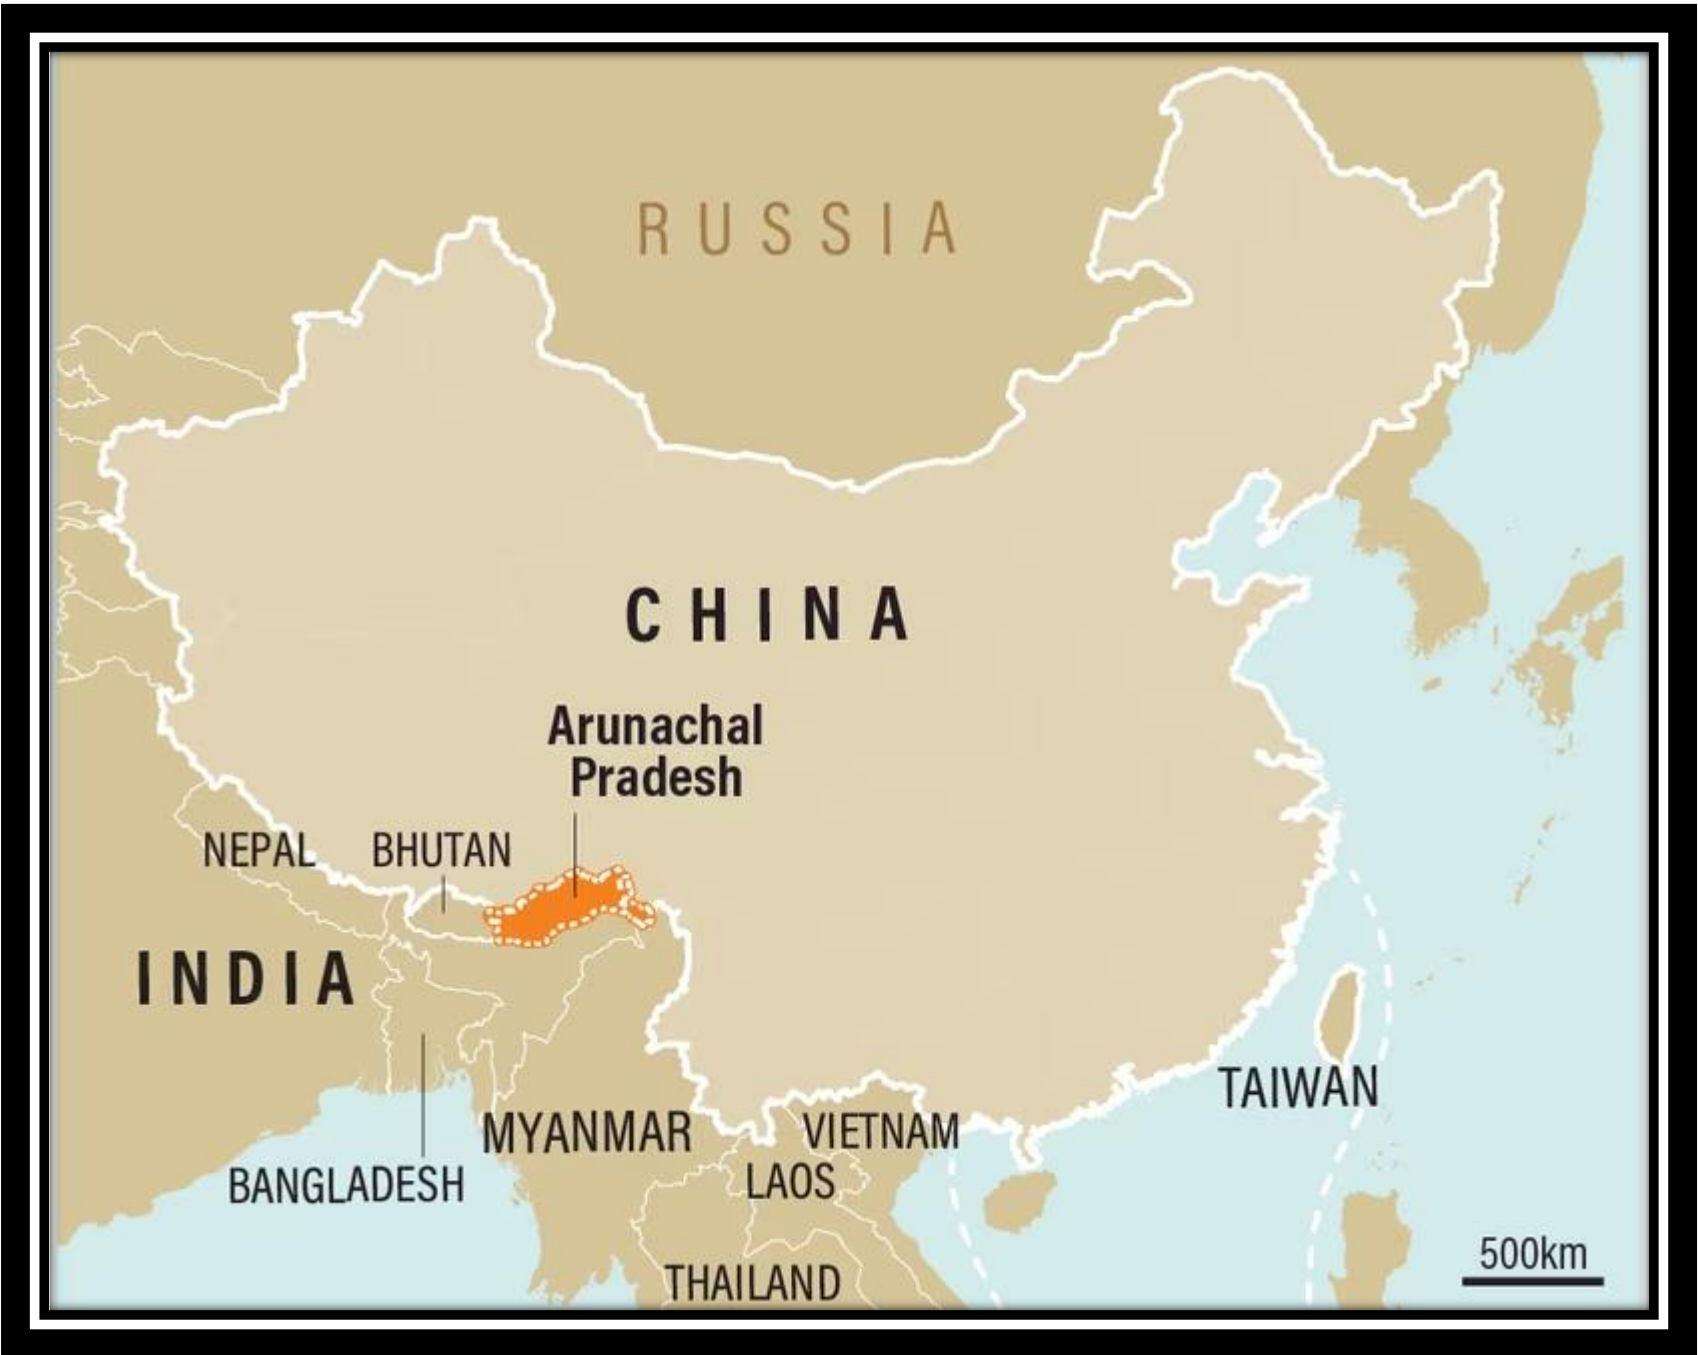 RUSSIA
CHINA
Arunachal
Pradesh
NEPAL
BHUTAN
INDIA
TAIWAN
MYANMAR
VIETNAM
BANGLADESH
LAOS
THAILAND
500km